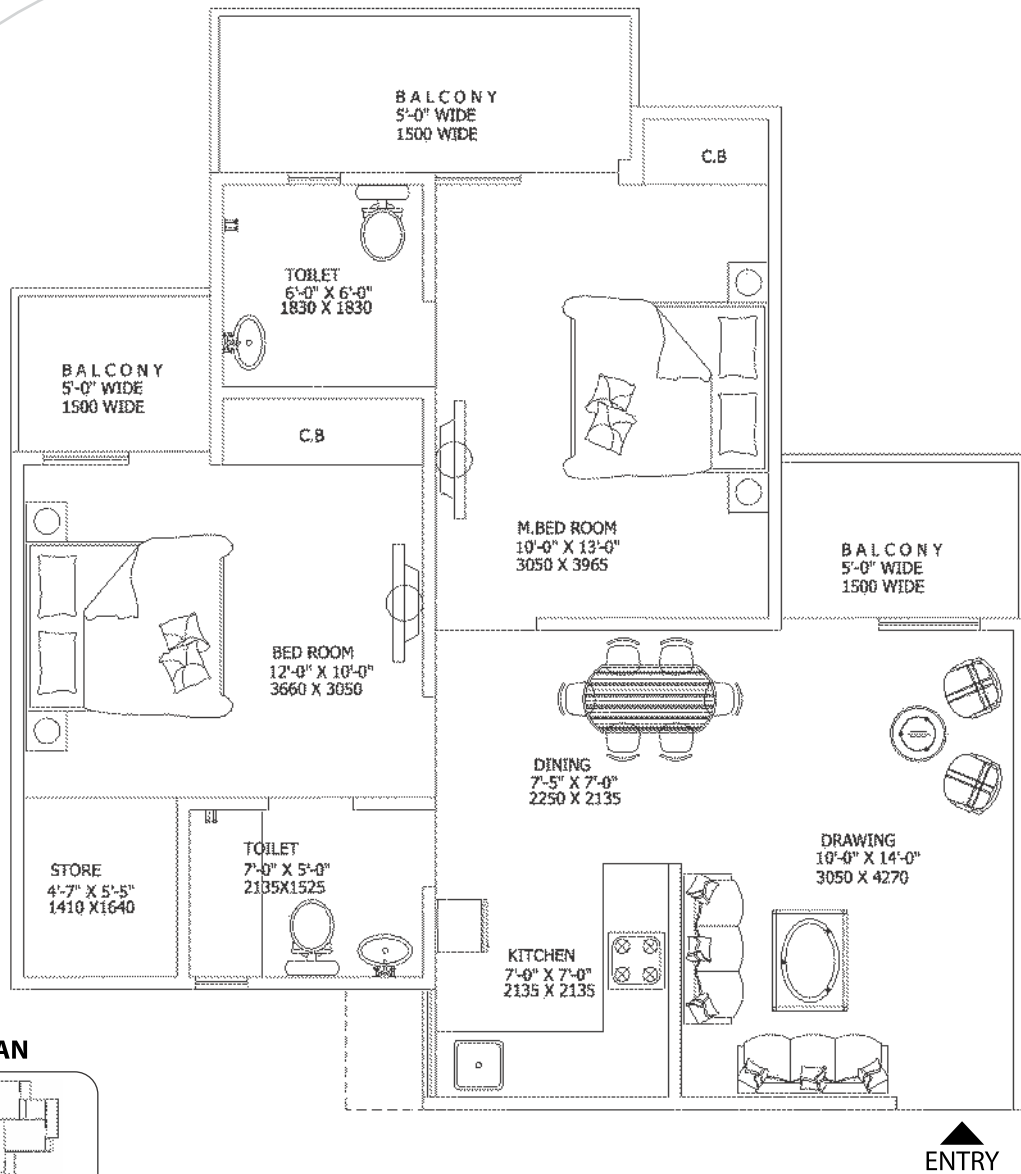 BALCONY
5'-0" WIDE
1500 WIDE
C.B
TOILET
6'-0" X 6'-0"
1830 X 1830
BALCONY
5'-0" WIDE
1500 WIDE
C.B
M.BED ROOM
10'-0" X 13'-0"
3050 X 3965
BALCONY
5'-0" WIDE
1500 WIDE
BED ROOM
12'-0" X 10'-0"
3660 X 3050
DINING
7'-5" X 7'-0"
2250 X 2135
DRAWING
10'-0" X 14'-0"
3050 X 4270
STORE
4'-7" X 5'-5"
1410 X1640
TOILET
7'-0" X 5'-0"
2135X1525
KITCHEN
7'-0" X 7'-0"
2135 X 2135
AN
ENTRY